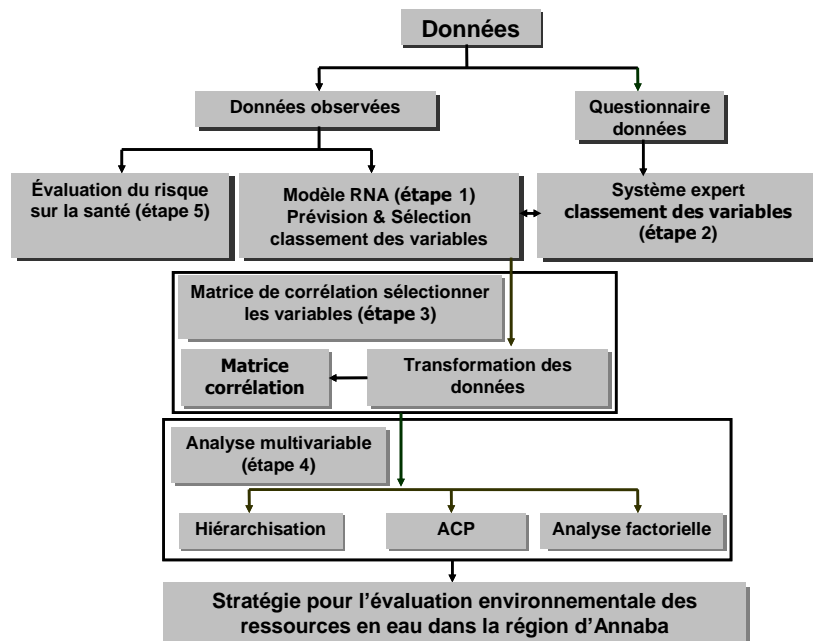 Données
Données observées
Questionnaire
données
Évaluation du risque
sur la santé (étape 5)
Modèle RNA (étape 1)
Prévision & Sélection
classement des variables
Système expert
classement des variables
(étape 2)
Matrice de corrélation sélectionner
les variables (étape 3)
Matrice
corrélation
Transformation des
données
Analyse multivariable
(étape 4)
Hiérarchisation
ACP
Analyse factorielle
Stratégie pour l’évaluation environnementale des
ressources en eau dans la région d’Annaba